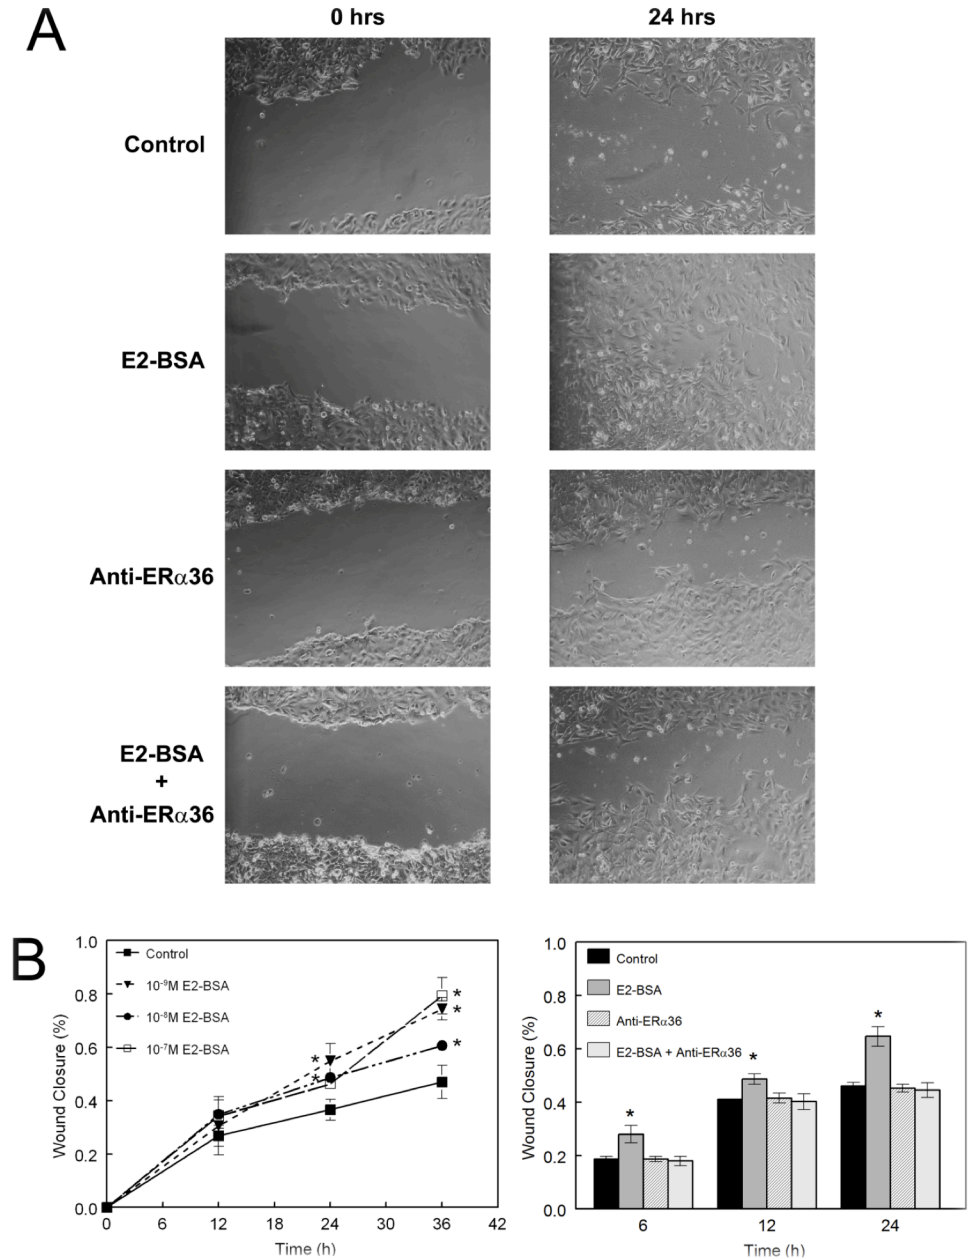 A
0 hrs
24 hrs
Control
E2-BSA
Anti-ERα36
E2-BSA
+
Anti-ERα36
B
Wound Closure (%)
1.0
0.8
0.6
0.4
0.2
0.0
Control
10⁻⁹M E2-BSA
10⁻⁸M E2-BSA
10⁻⁷M E2-BSA
*
*
*
*
*
0
6
12
18
24
30
36
42
Time (h)
Wound Closure (%)
1.0
0.8
0.6
0.4
0.2
0.0
Control
E2-BSA
Anti-ERα36
E2-BSA + Anti-ERα36
*
*
*
6
12
24
Time (h)